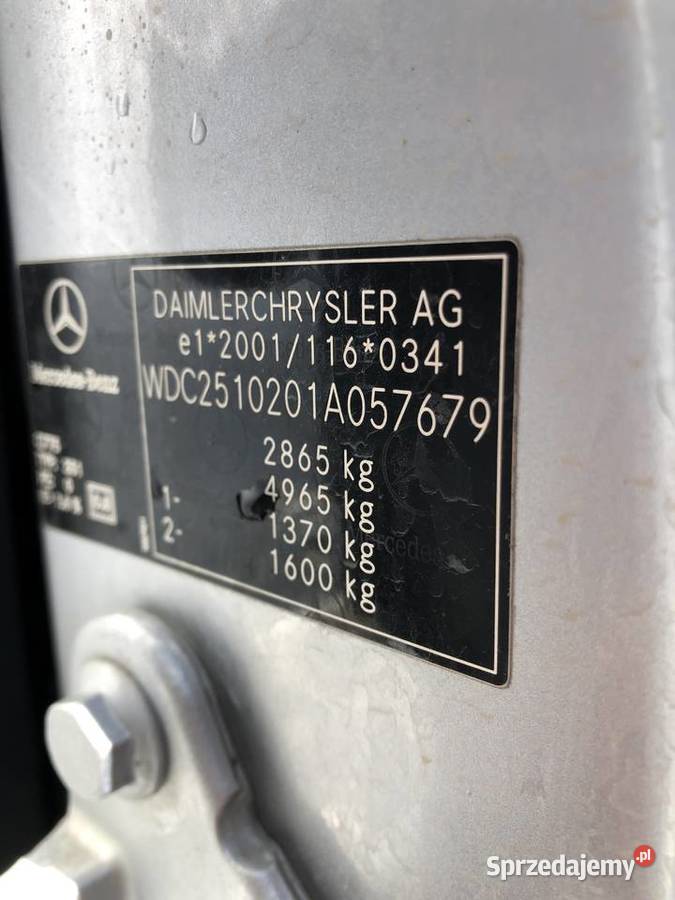 DAIMLERCHRYSLER AG
e1*2001/116*0341
WDC2510201A057679
Mercedes-Benz
2865 kg
1- 4965 kg
2- 1370 kg
1600 kg
Mercedes
Sprzedajemy.pl